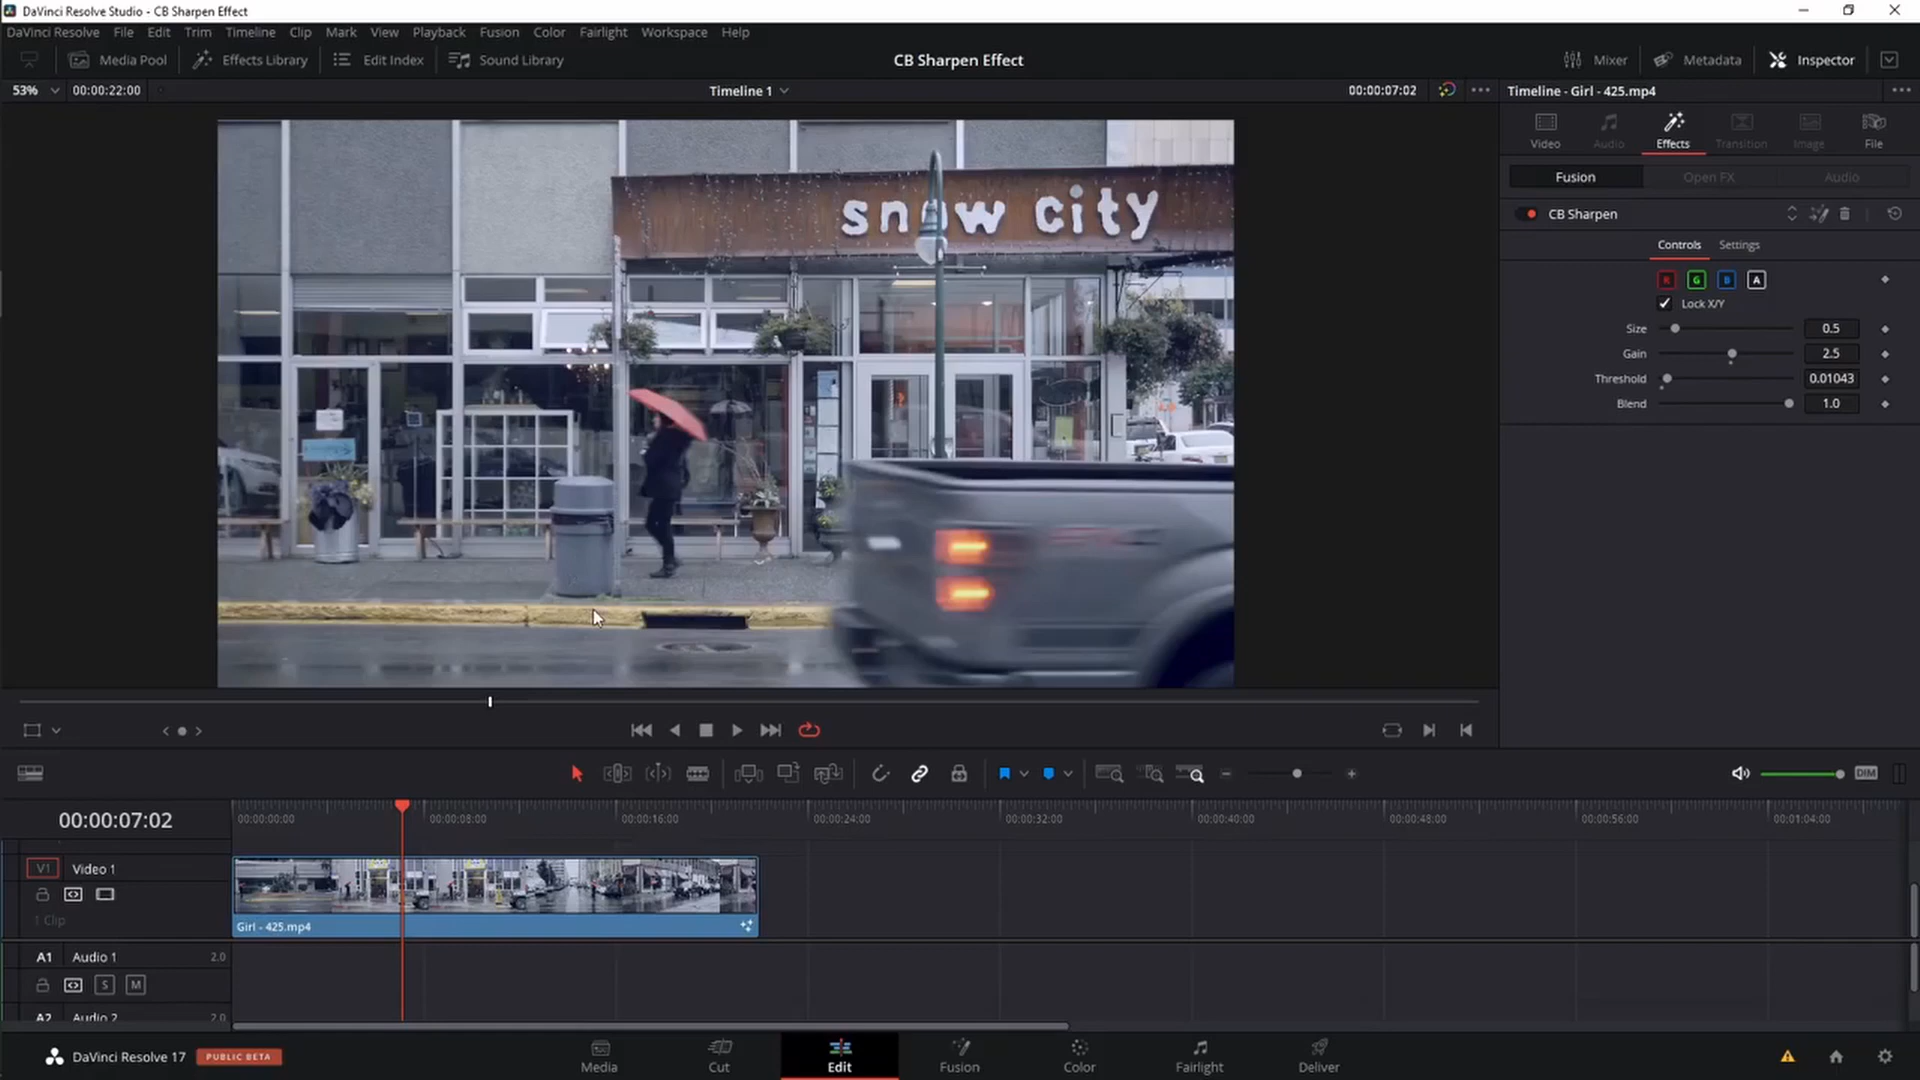 DaVinci Resolve Studio - CB Sharpen Effect
DaVinci Resolve File Edit Trim Timeline Clip Mark View Playback Fusion Color Fairlight Workspace Help
Media Pool Effects Library Edit Index Sound Library CB Sharpen Effect Mixer Metadata Inspector
53% 00:00:22:00 Timeline 1 00:00:07:02 Timeline - Girl - 425.mp4
Video Audio Effects Transition Image File
Fusion Open FX Audio
CB Sharpen
Controls Settings
R G B A
Lock X/Y
Size 0.5
Gain 2.5
Threshold 0.01043
Blend 1.0
snow city
DIM
00:00:07:02 00:00:00:00 00:00:08:00 00:00:16:00 00:00:24:00 00:00:32:00 00:00:40:00 00:00:48:00 00:00:56:00 00:01:04:00
V1 Video 1
1 Clip
Girl - 425.mp4
A1 Audio 1 2.0
S M
A2 Audio 2 2.0
DaVinci Resolve 17 PUBLIC BETA
Media Cut Edit Fusion Color Fairlight Deliver